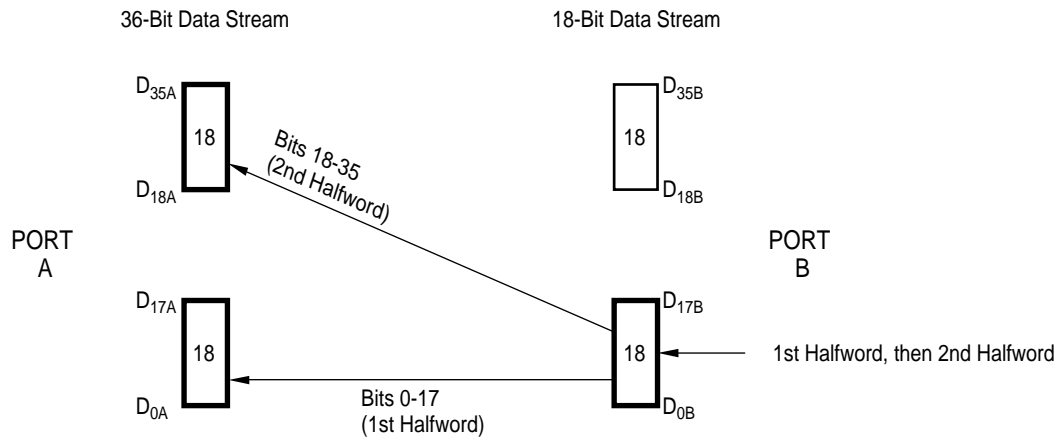 36-Bit Data Stream
18-Bit Data Stream
D35A
D35B
18
18
Bits 18-35
(2nd Halfword)
D18A
D18B
PORT
A
PORT
B
D17A
D17B
18
18
1st Halfword, then 2nd Halfword
Bits 0-17
(1st Halfword)
D0A
D0B